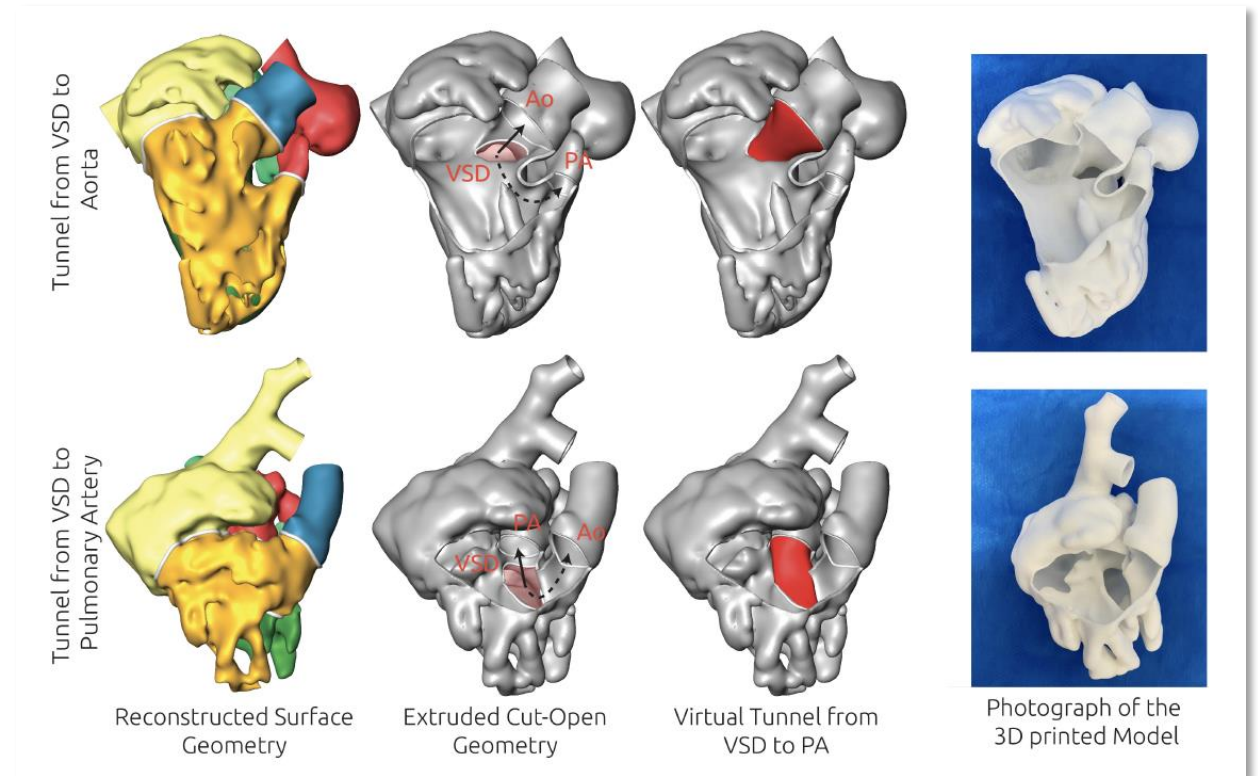 Tunnel from VSD to
Aorta
Ao
VSD
PA
Tunnel from VSD to
Pulmonary Artery
PA
Ao
VSD
Reconstructed Surface
Geometry
Extruded Cut-Open
Geometry
Virtual Tunnel from
VSD to PA
Photograph of the
3D printed Model